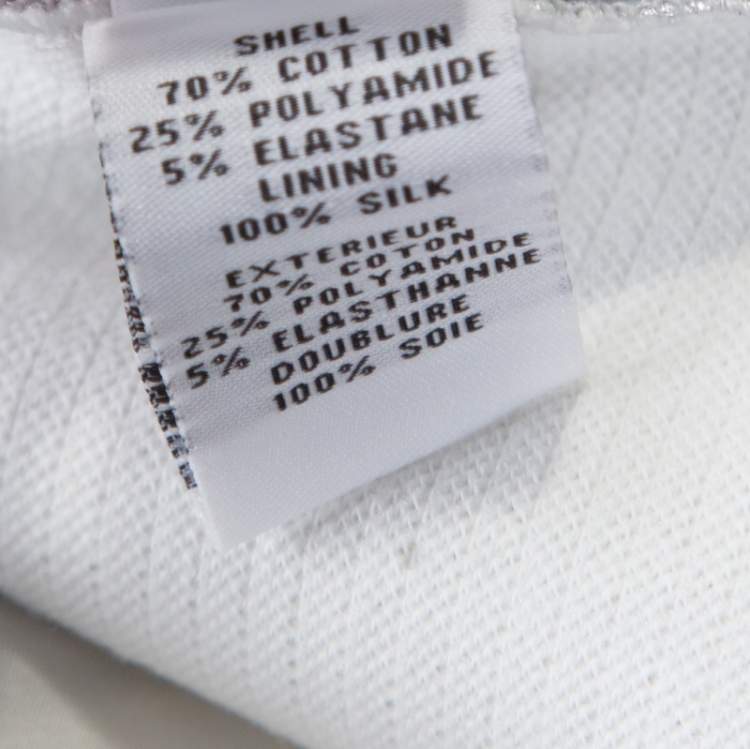 SHELL
70% COTTON
25% POLYAMIDE
5% ELASTANE
LINING
100% SILK
EXTERIEUR
70% COTON
25% POLYAMIDE
5% ELASTHANNE
DOUBLURE
100% SOIE